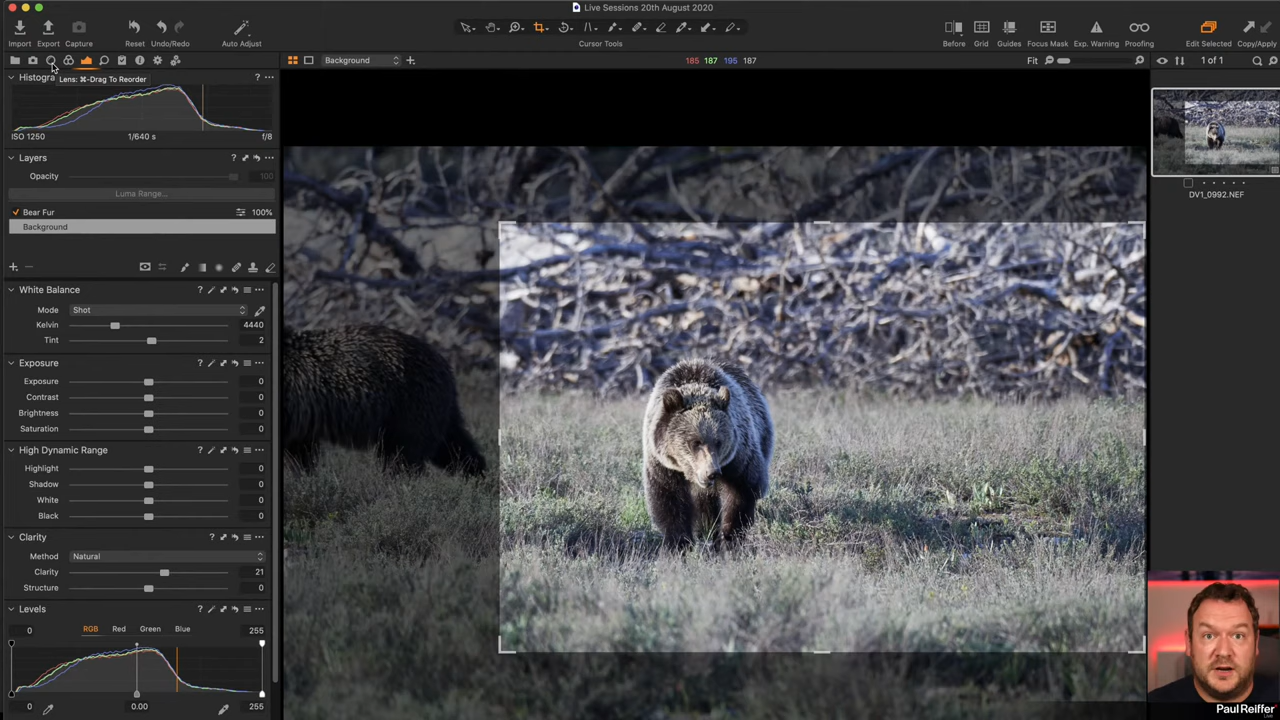 Live Sessions 20th August 2020
Import Export Capture Reset Undo/Redo Auto Adjust Cursor Tools Before Grid Guides Focus Mask Exp. Warning Proofing Edit Selected Copy/Apply
Background 185 187 195 187 Fit 1 of 1
Histogra
Lens: ⌘-Drag To Reorder
ISO 1250 1/640 s f/8
Layers
Opacity 100
Luma Range...
Bear Fur 100%
Background
White Balance
Mode Shot
Kelvin 4440
Tint 2
Exposure
Exposure 0
Contrast 0
Brightness 0
Saturation 0
High Dynamic Range
Highlight 0
Shadow 0
White 0
Black 0
Clarity
Method Natural
Clarity 21
Structure 0
Levels
0 RGB Red Green Blue 255
0 0.00 255
DV1_0992.NEF
Paul Reiffer
Live